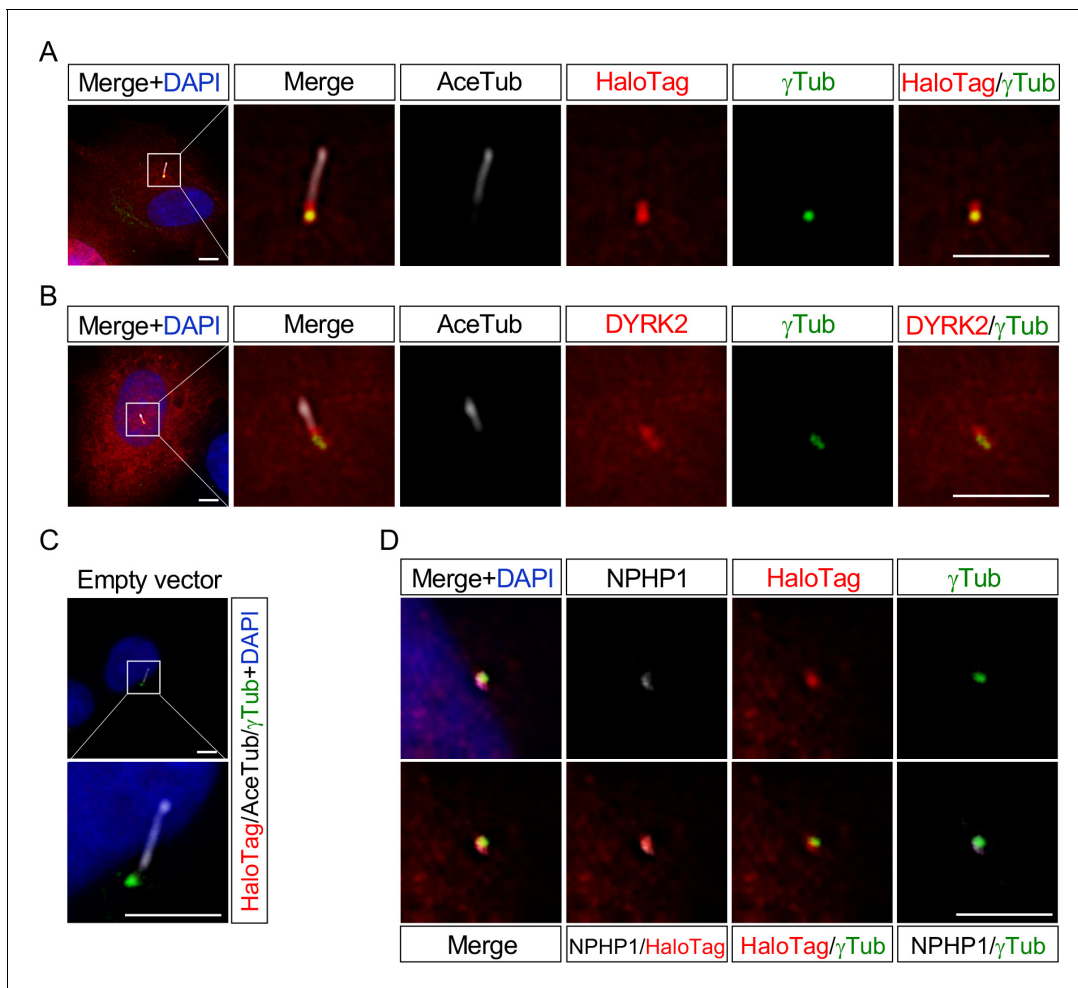 A
Merge+DAPI
Merge
AceTub
HaloTag
γTub
HaloTag/γTub
B
Merge+DAPI
Merge
AceTub
DYRK2
γTub
DYRK2/γTub
C
Empty vector
HaloTag/AceTub/γTub+DAPI
D
Merge+DAPI
NPHP1
HaloTag
γTub
Merge
NPHP1/HaloTag
HaloTag/γTub
NPHP1/γTub